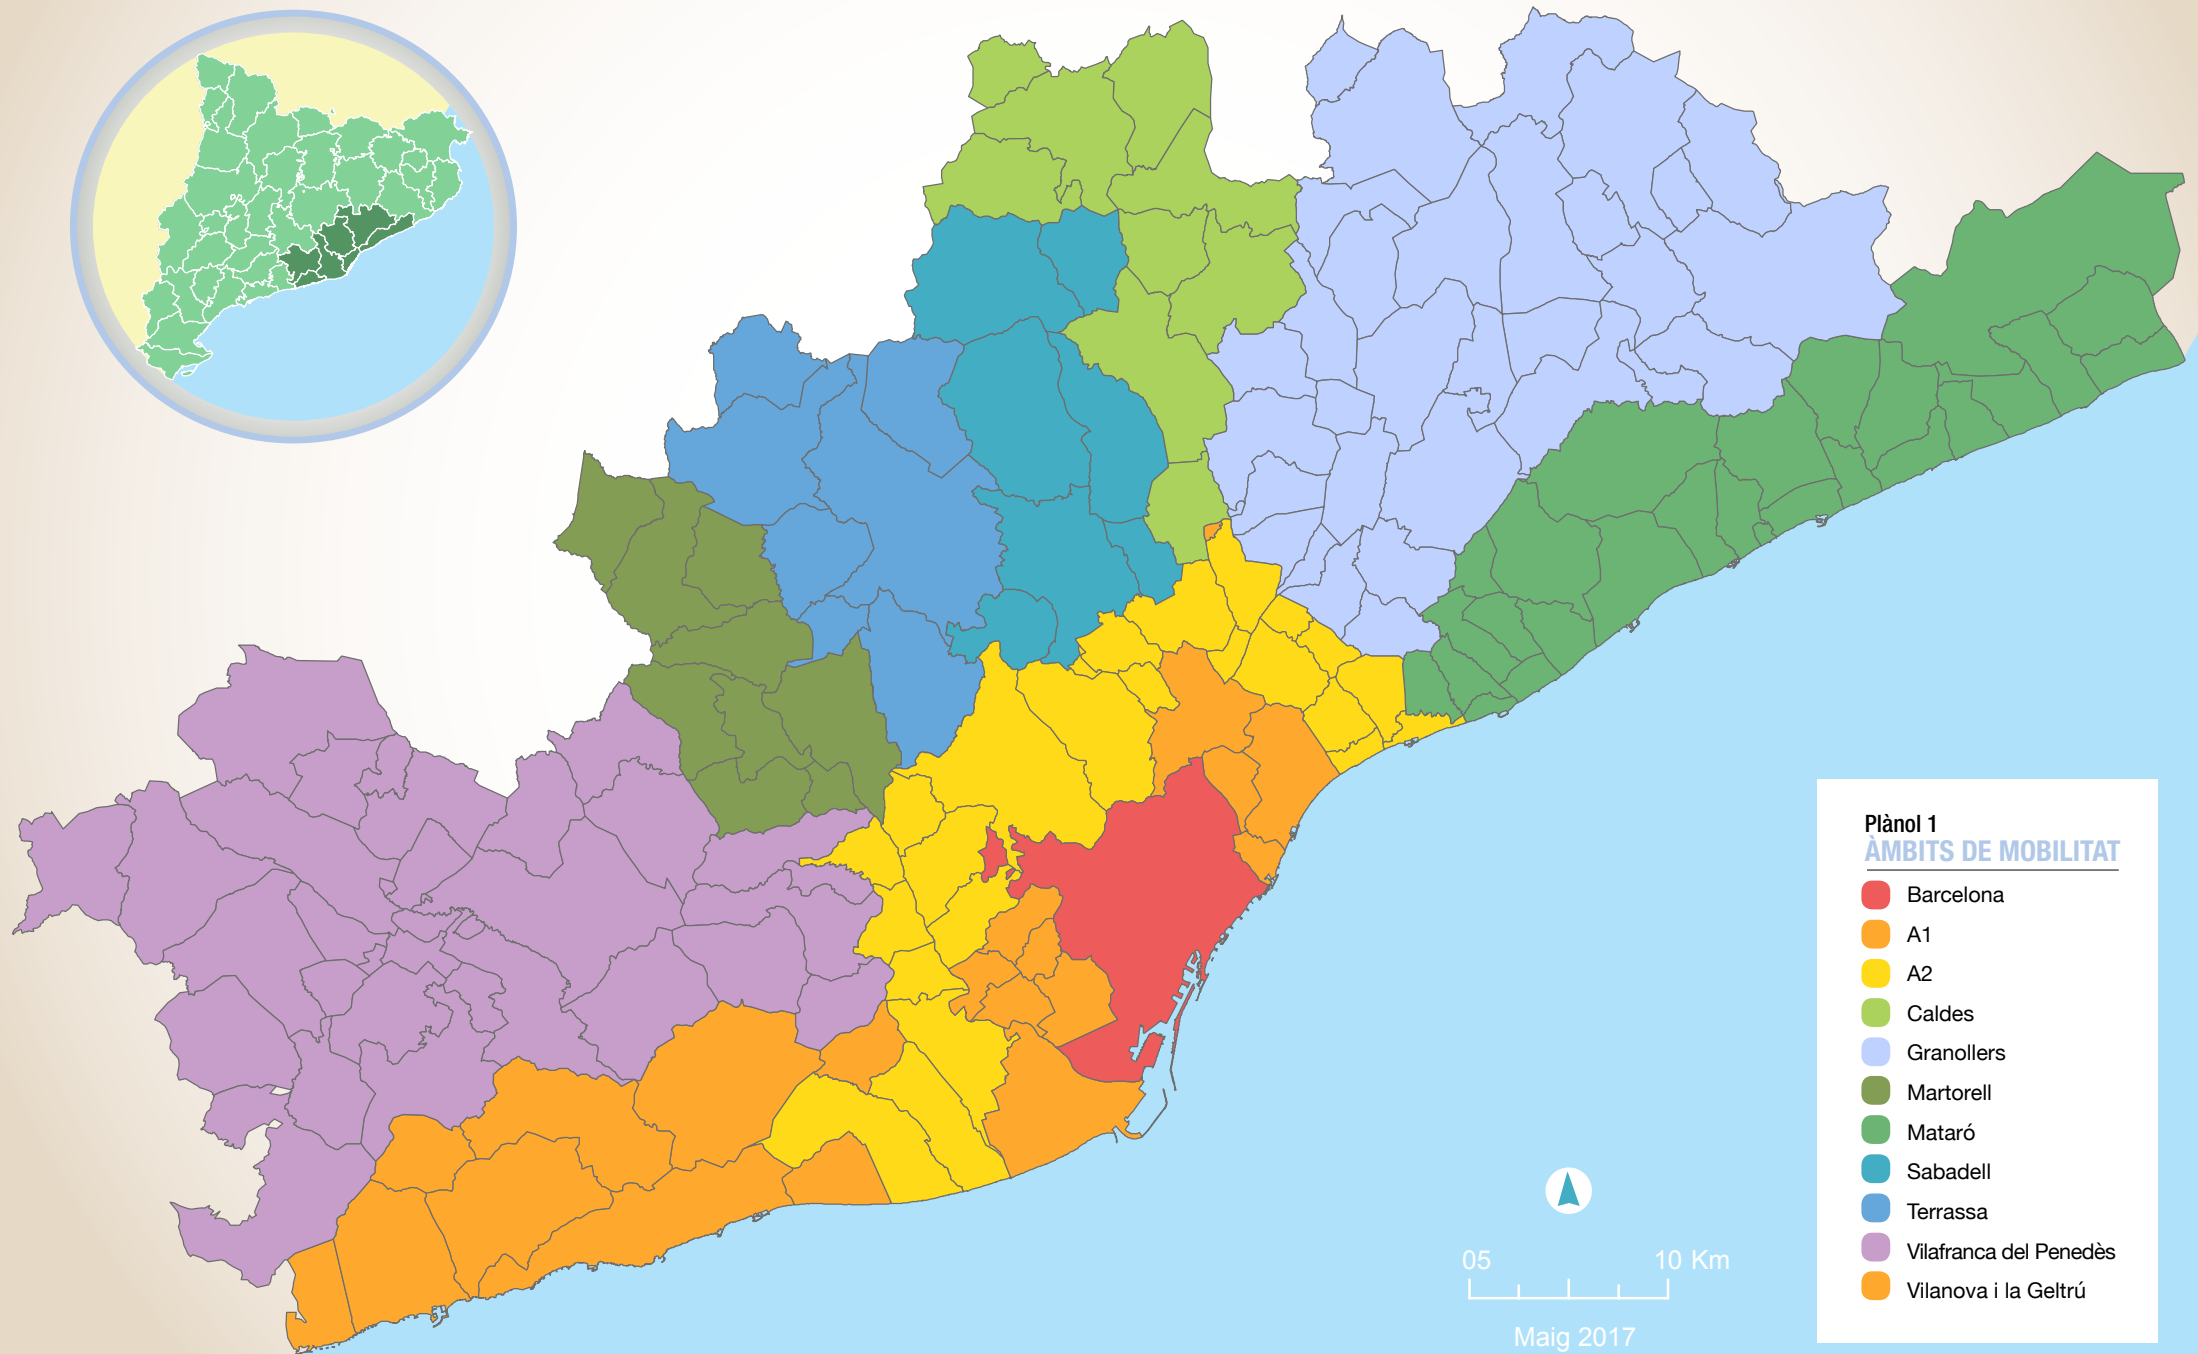 Plànol 1
ÀMBITS DE MOBILITAT
Barcelona
A1
A2
Caldes
Granollers
Martorell
Mataró
Sabadell
Terrassa
Vilafranca del Penedès
Vilanova i la Geltrú
05 10 Km
Maig 2017